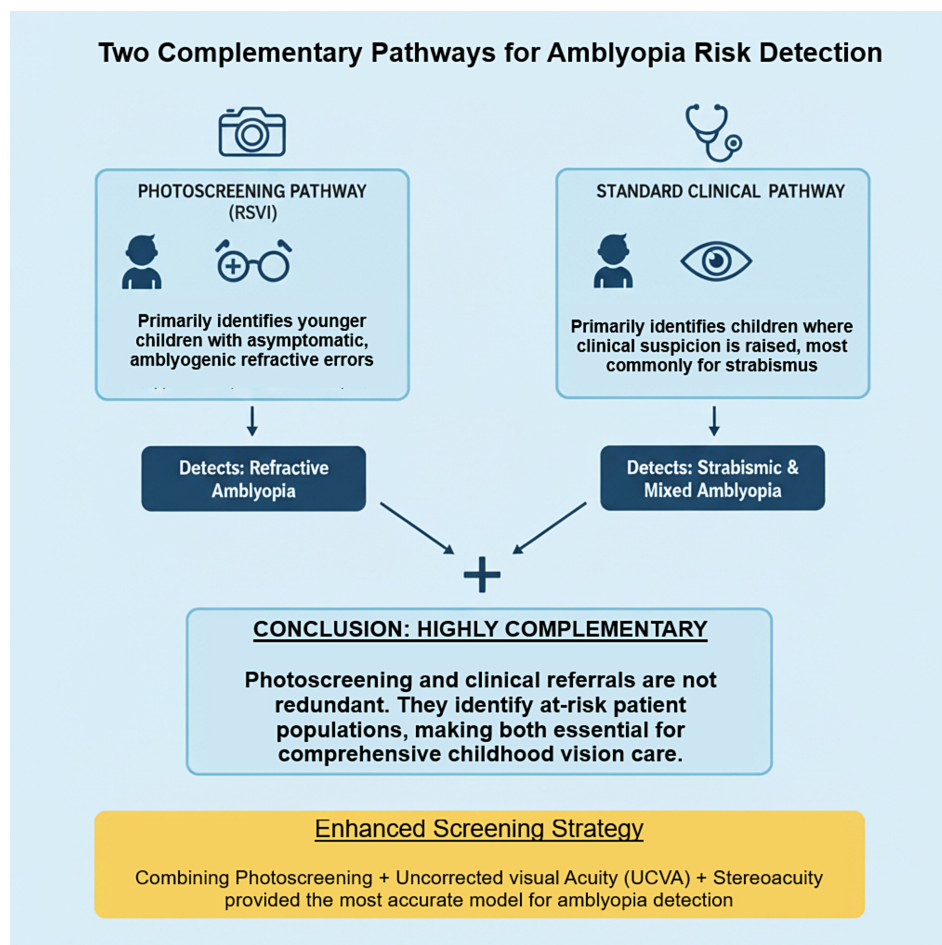 Two Complementary Pathways for Amblyopia Risk Detection
PHOTOSCREENING PATHWAY
(RSVI)
Primarily identifies younger
children with asymptomatic,
amblyogenic refractive errors
STANDARD CLINICAL PATHWAY
Primarily identifies children where
clinical suspicion is raised, most
commonly for strabismus
Detects: Refractive
Amblyopia
Detects: Strabismic &
Mixed Amblyopia
CONCLUSION: HIGHLY COMPLEMENTARY
Photoscreening and clinical referrals are not
redundant. They identify at-risk patient
populations, making both essential for
comprehensive childhood vision care.
Enhanced Screening Strategy
Combining Photoscreening + Uncorrected visual Acuity (UCVA) + Stereoacuity
provided the most accurate model for amblyopia detection